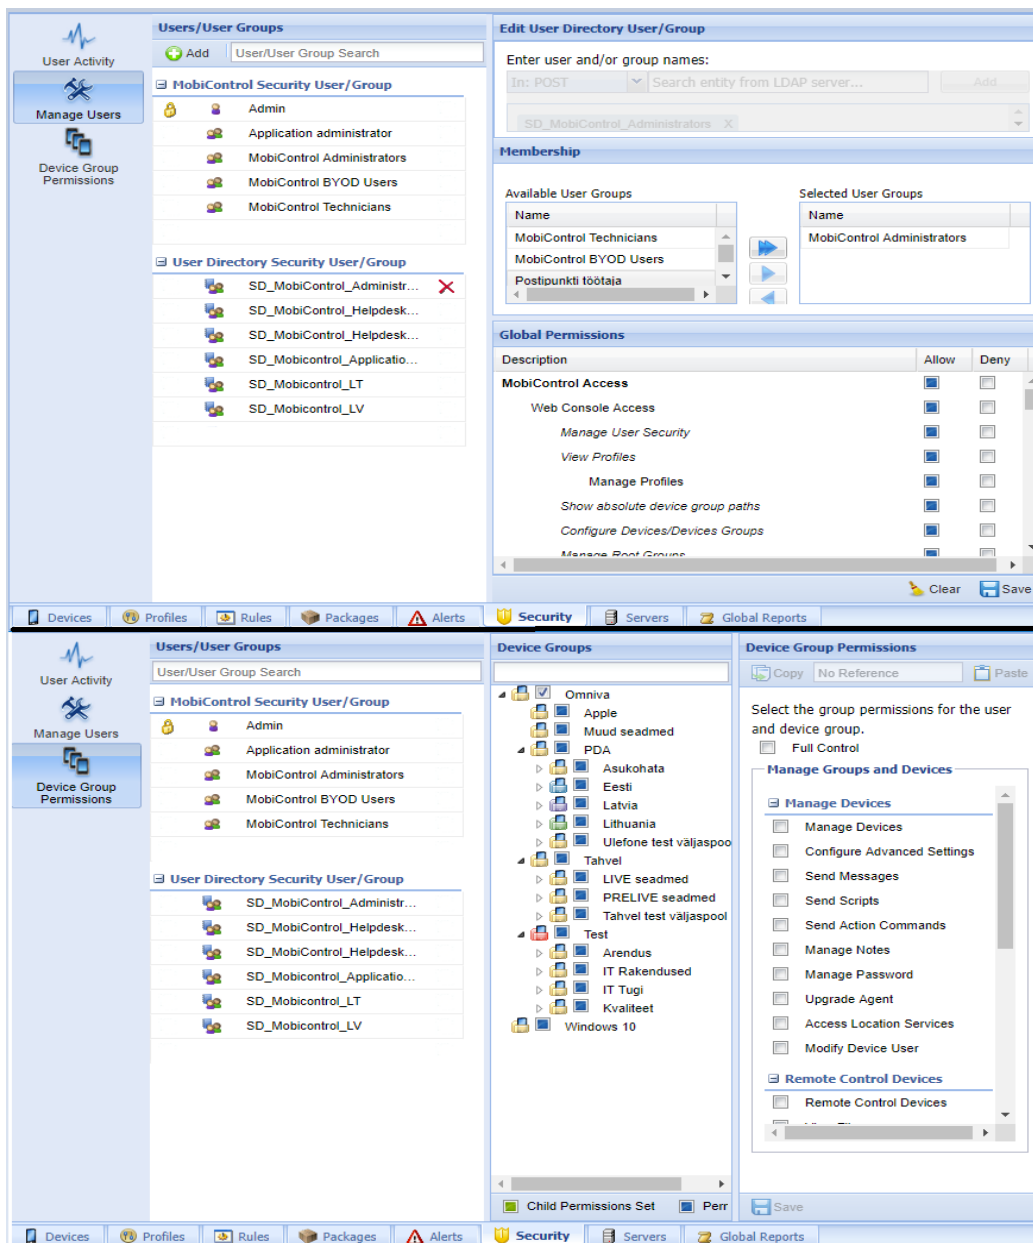 User Activity
Manage Users
Device Group
Permissions
Users/User Groups
Add
User/User Group Search
MobiControl Security User/Group
Admin
Application administrator
MobiControl Administrators
MobiControl BYOD Users
MobiControl Technicians
User Directory Security User/Group
SD_MobiControl_Administr...
SD_MobiControl_Helpdesk...
SD_MobiControl_Helpdesk...
SD_Mobicontrol_Applicatio...
SD_Mobicontrol_LT
SD_Mobicontrol_LV
Edit User Directory User/Group
Enter user and/or group names:
In: POST Search entity from LDAP server... Add
SD_MobiControl_Administrators X
Membership
Available User Groups
Name
MobiControl Technicians
MobiControl BYOD Users
Postipunkti töötaja
Selected User Groups
Name
MobiControl Administrators
Global Permissions
Description Allow Deny
MobiControl Access
Web Console Access
Manage User Security
View Profiles
Manage Profiles
Show absolute device group paths
Configure Devices/Devices Groups
Manage Root Groups
Clear Save
Devices Profiles Rules Packages Alerts Security Servers Global Reports
User Activity
Manage Users
Device Group
Permissions
Users/User Groups
User/User Group Search
MobiControl Security User/Group
Admin
Application administrator
MobiControl Administrators
MobiControl BYOD Users
MobiControl Technicians
User Directory Security User/Group
SD_MobiControl_Administr...
SD_MobiControl_Helpdesk...
SD_MobiControl_Helpdesk...
SD_Mobicontrol_Applicatio...
SD_Mobicontrol_LT
SD_Mobicontrol_LV
Device Groups
Omniva
Apple
Muud seadmed
PDA
Asukohata
Eesti
Latvia
Lithuania
Ulefone test väljaspoo
Tahvel
LIVE seadmed
PRELIVE seadmed
Tahvel test väljaspool
Test
Arendus
IT Rakendused
IT Tugi
Kvaliteet
Windows 10
Child Permissions Set Perr
Device Group Permissions
Copy No Reference Paste
Select the group permissions for the user
and device group.
Full Control
Manage Groups and Devices
Manage Devices
Manage Devices
Configure Advanced Settings
Send Messages
Send Scripts
Send Action Commands
Manage Notes
Manage Password
Upgrade Agent
Access Location Services
Modify Device User
Remote Control Devices
Remote Control Devices
Save
Devices Profiles Rules Packages Alerts Security Servers Global Reports